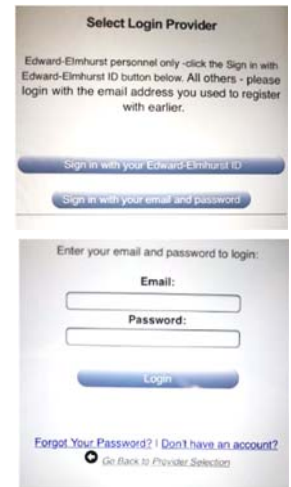 Select Login Provider
Edward-Elmhurst personnel only -click the Sign in with
Edward-Elmhurst ID button below. All others - please
login with the email address you used to register
with earlier.
Sign in with your Edward-Elmhurst ID
Sign in with your email and password
Enter your email and password to login:
Email:
Password:
Login
Forgot Your Password? | Don't have an account?
Go Back to Provider Selection